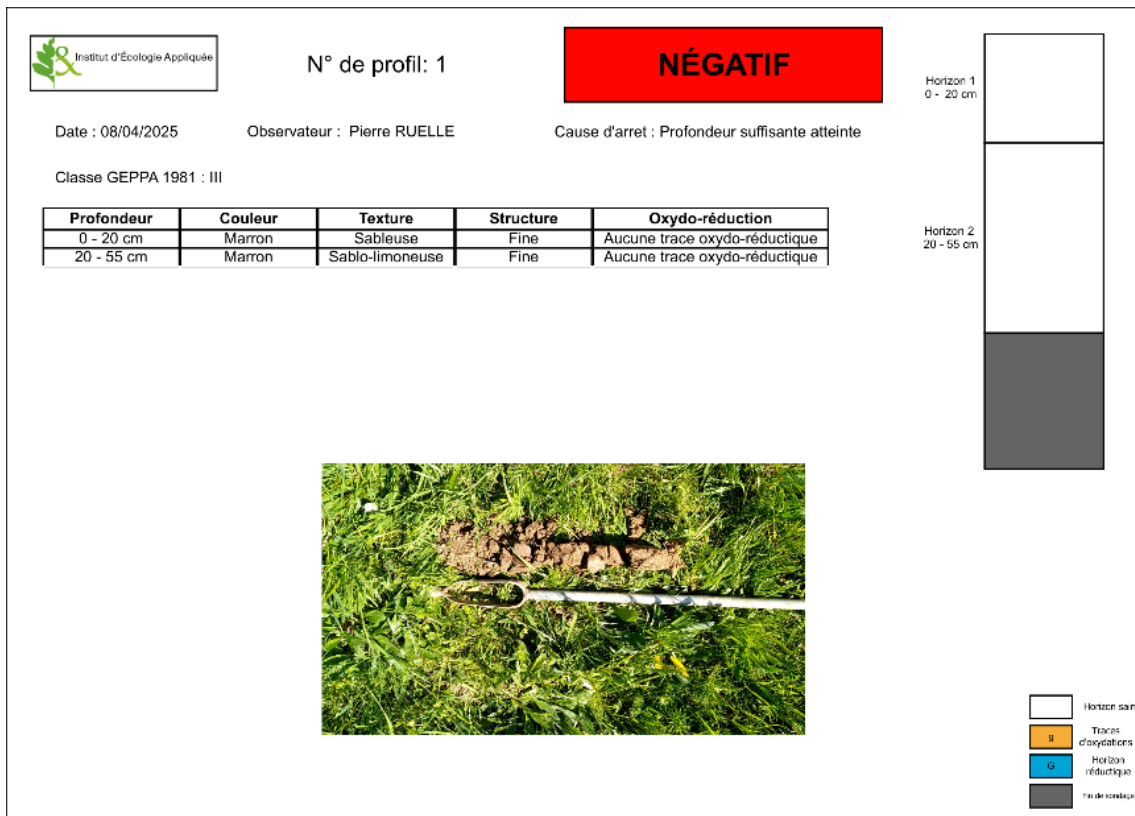 & Institut d'Écologie Appliquée
N° de profil: 1
NÉGATIF
Date : 08/04/2025 Observateur : Pierre RUELLE Cause d'arret : Profondeur suffisante atteinte
Classe GEPPA 1981 : III
Profondeur Couleur Texture Structure Oxydo-réduction
0 - 20 cm Marron Sableuse Fine Aucune trace oxydo-réductique
20 - 55 cm Marron Sablo-limoneuse Fine Aucune trace oxydo-réductique
Horizon 1
0 - 20 cm
Horizon 2
20 - 55 cm
Horizon sain
g Traces
d'oxydations
G Horizon
réductique
Fin de sondage